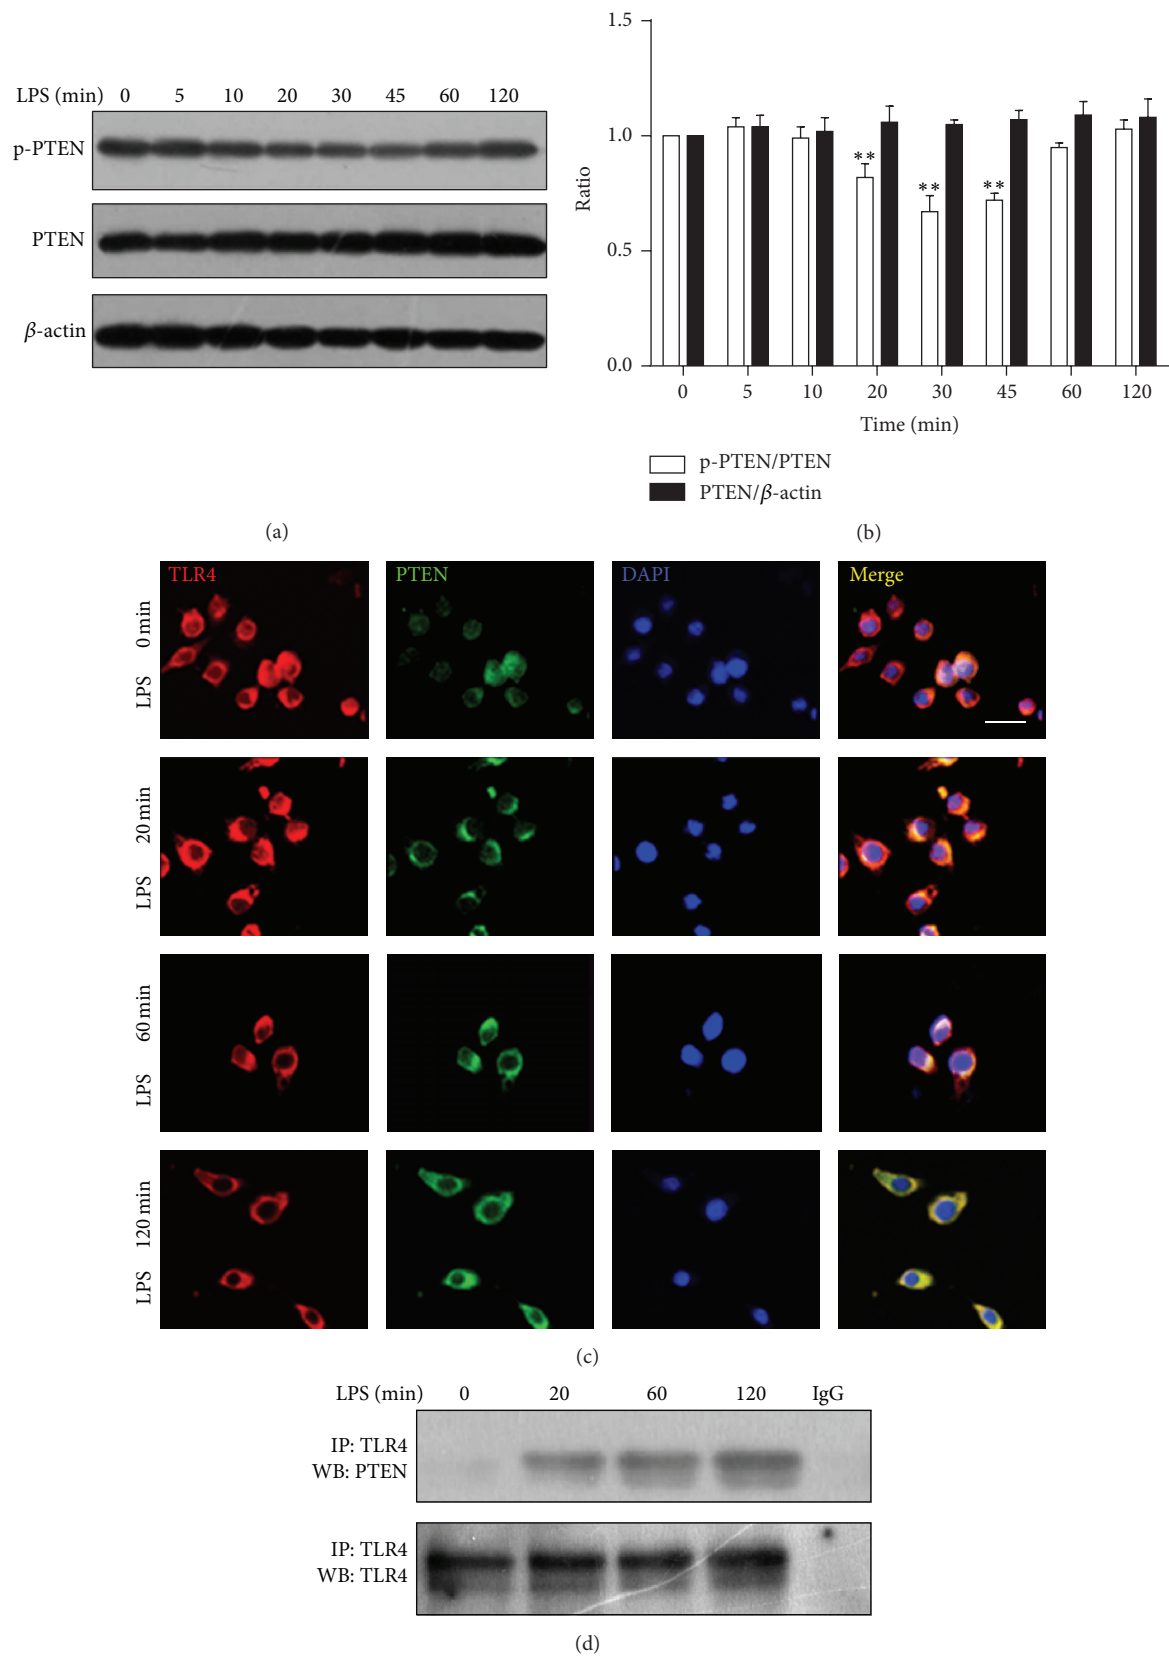 LPS (min) 0 5 10 20 30 45 60 120
p-PTEN
PTEN
β-actin
(a)
1.5
1.0
0.5
0.0
Ratio
** ** **
0 5 10 20 30 45 60 120
Time (min)
p-PTEN/PTEN
PTEN/β-actin
(b)
TLR4 PTEN DAPI Merge
LPS 0 min
LPS 20 min
LPS 60 min
LPS 120 min
(c)
LPS (min) 0 20 60 120 IgG
IP: TLR4
WB: PTEN
IP: TLR4
WB: TLR4
(d)